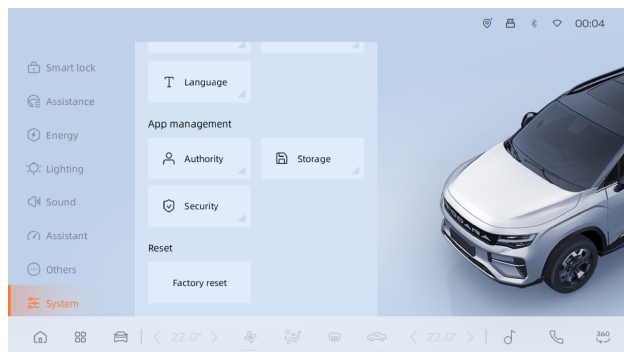 00:04
Smart lock
Assistance
Energy
Lighting
Sound
Assistant
Others
System
Language
App management
Authority
Storage
Security
Reset
Factory reset
22.0°
22.0°
360